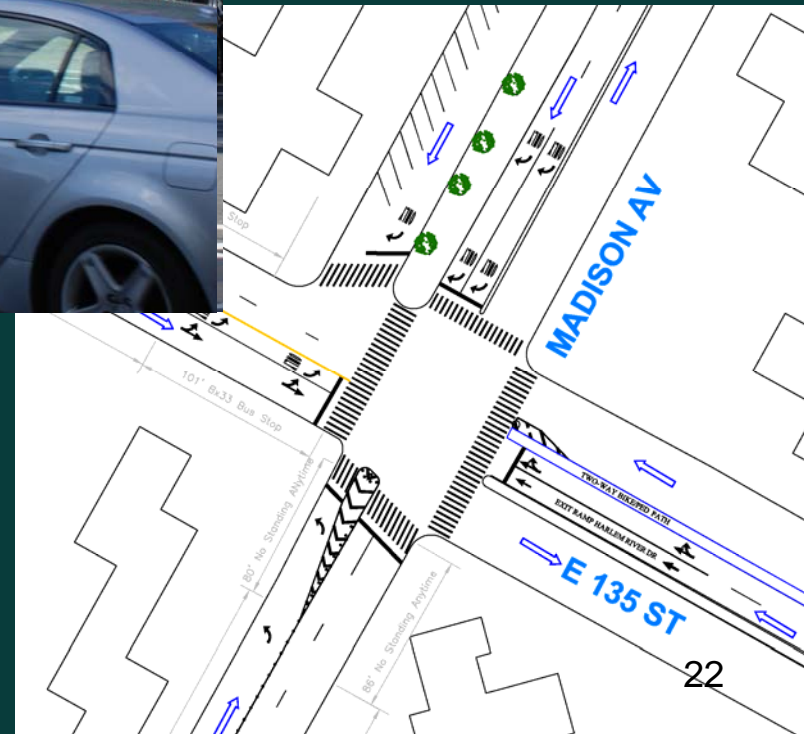 Stop
MADISON AV
101' Bx33 Bus Stop
80' No Standing ANytime
TWO-WAY BIKE/PED PATH
EXIT RAMP HARLEM RIVER DR
E 135 ST
86' No Standing Anytime
22